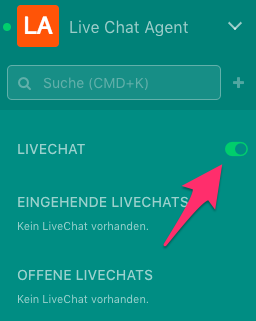 LA Live Chat Agent
Suche (CMD+K)
LIVECHAT
EINGEHENDE LIVECHATS
Kein LiveChat vorhanden.
OFFENE LIVECHATS
Kein LiveChat vorhanden.